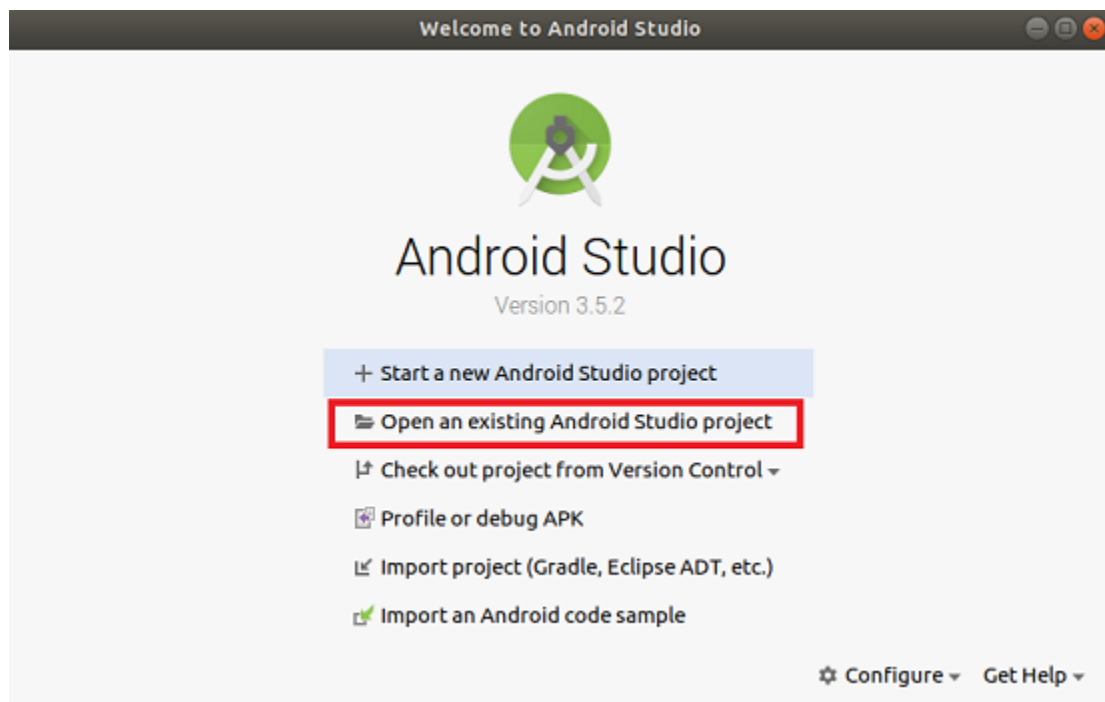 Welcome to Android Studio
Android Studio
Version 3.5.2
Start a new Android Studio project
Open an existing Android Studio project
Check out project from Version Control
Profile or debug APK
Import project (Gradle, Eclipse ADT, etc.)
Import an Android code sample
Configure Get Help